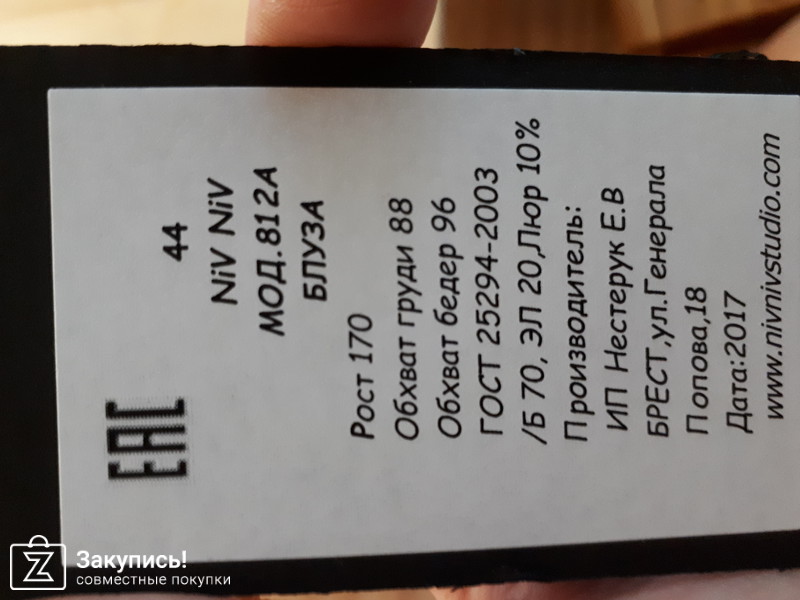 EAC
44
NiV NiV
МОД.812А
БЛУЗА
Рост 170
Обхват груди 88
Обхват бедер 96
ГОСТ 25294-2003
/Б 70, ЭЛ 20,Люр 10%
Производитель:
ИП Нестерук Е.В
БРЕСТ,ул.Генерала
Попова,18
Дата:2017
www.nivnivstudio.com
Закупись!
совместные покупки